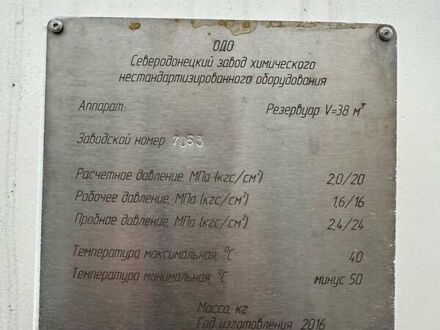 ОДО
Северодонецкий завод химического
нестандартизированного оборудования
Аппарат Резервуар V=38 м³
Заводской номер 7063
Расчетное давление, МПа (кгс/см²) 2,0/20
Рабочее давление, МПа (кгс/см²) 1,6/16
Пробное давление, МПа (кгс/см²) 2,4/24
Температура максимальная, °С 40
Температура минимальная, °С минус 50
Масса, кг
Год изготовления 2016